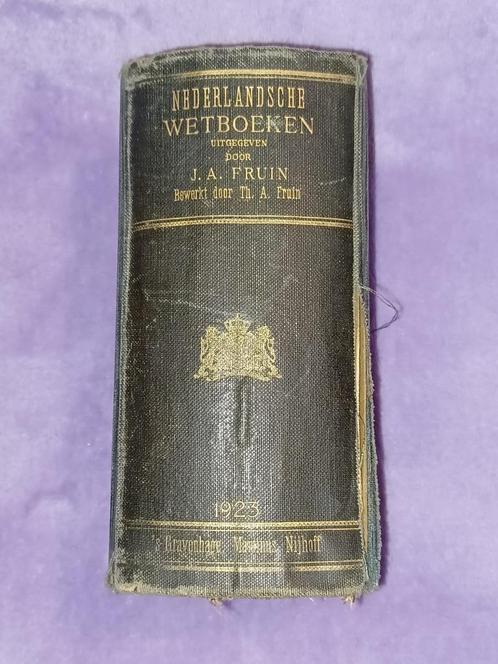 NEDERLANDSCHE
WETBOEKEN
UITGEGEVEN
DOOR
J. A. FRUIN
Bewerkt door Th. A. Fruin
1923
's-Gravenhage, Martinus Nijhoff